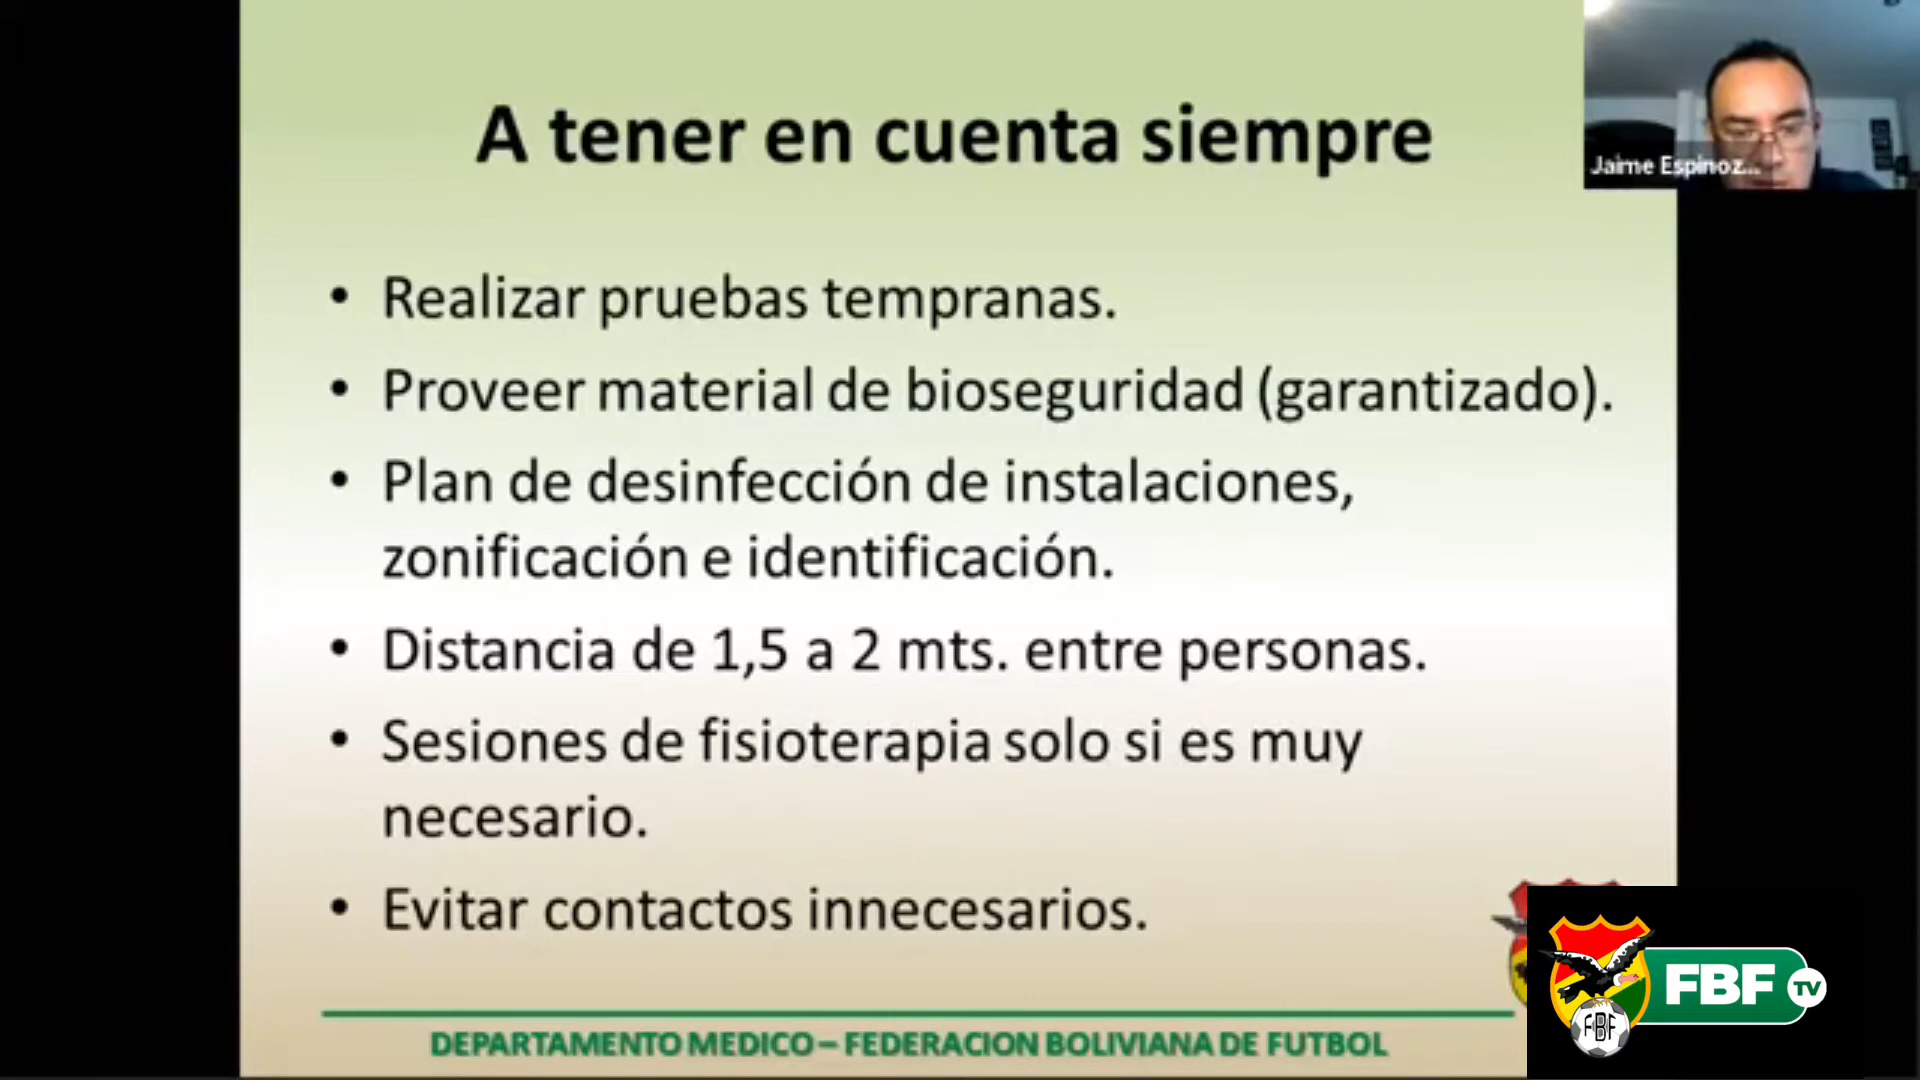 A tener en cuenta siempre
Jaime Espinoz...
• Realizar pruebas tempranas.
• Proveer material de bioseguridad (garantizado).
• Plan de desinfección de instalaciones,
zonificación e identificación.
• Distancia de 1,5 a 2 mts. entre personas.
• Sesiones de fisioterapia solo si es muy
necesario.
• Evitar contactos innecesarios.
DEPARTAMENTO MEDICO – FEDERACION BOLIVIANA DE FUTBOL
FBF TV
FBF